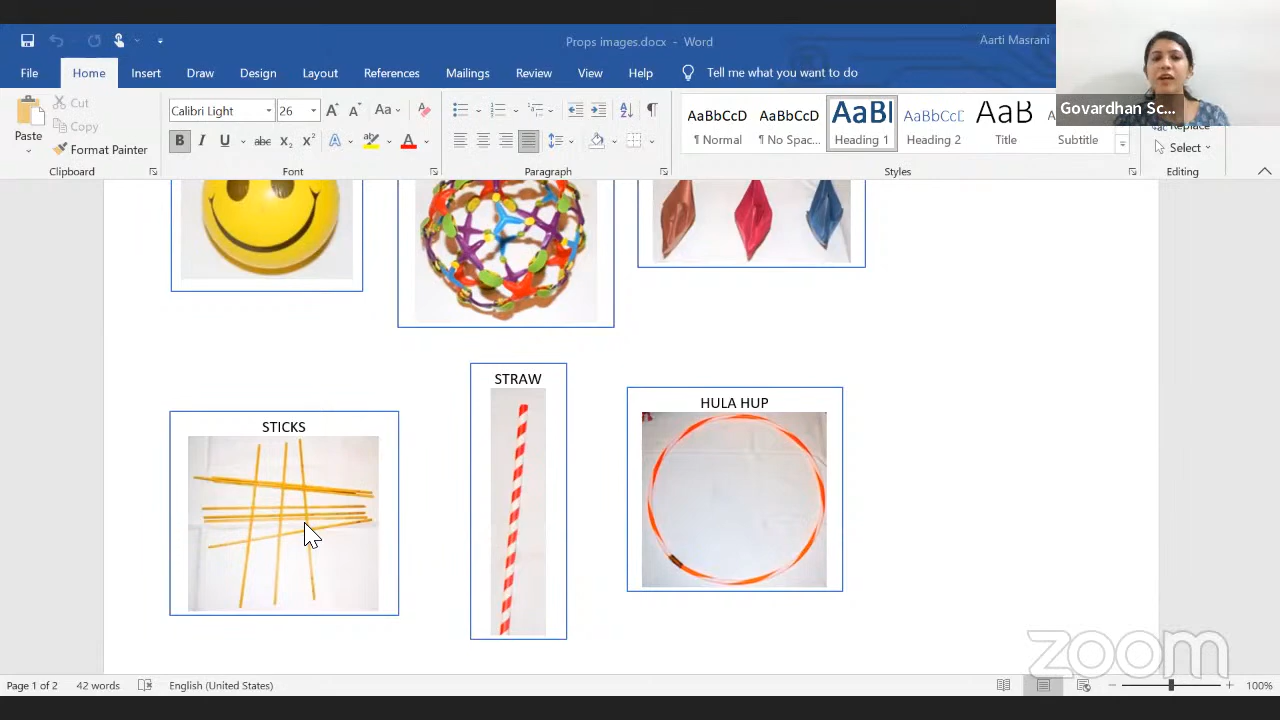 Props images.docx - Word
Aarti Masrani
File Home Insert Draw Design Layout References Mailings Review View Help Tell me what you want to do
Govardhan Sc...
Paste
Cut
Copy
Format Painter
Clipboard
Calibri Light 26
Font
Paragraph
AaBbCcD AaBbCcD AaBl AaBbCcC AaB
¶ Normal ¶ No Spac... Heading 1 Heading 2 Title Subtitle
Styles
Replace
Select
Editing
STRAW
HULA HUP
STICKS
zoom
Page 1 of 2 42 words English (United States) 100%